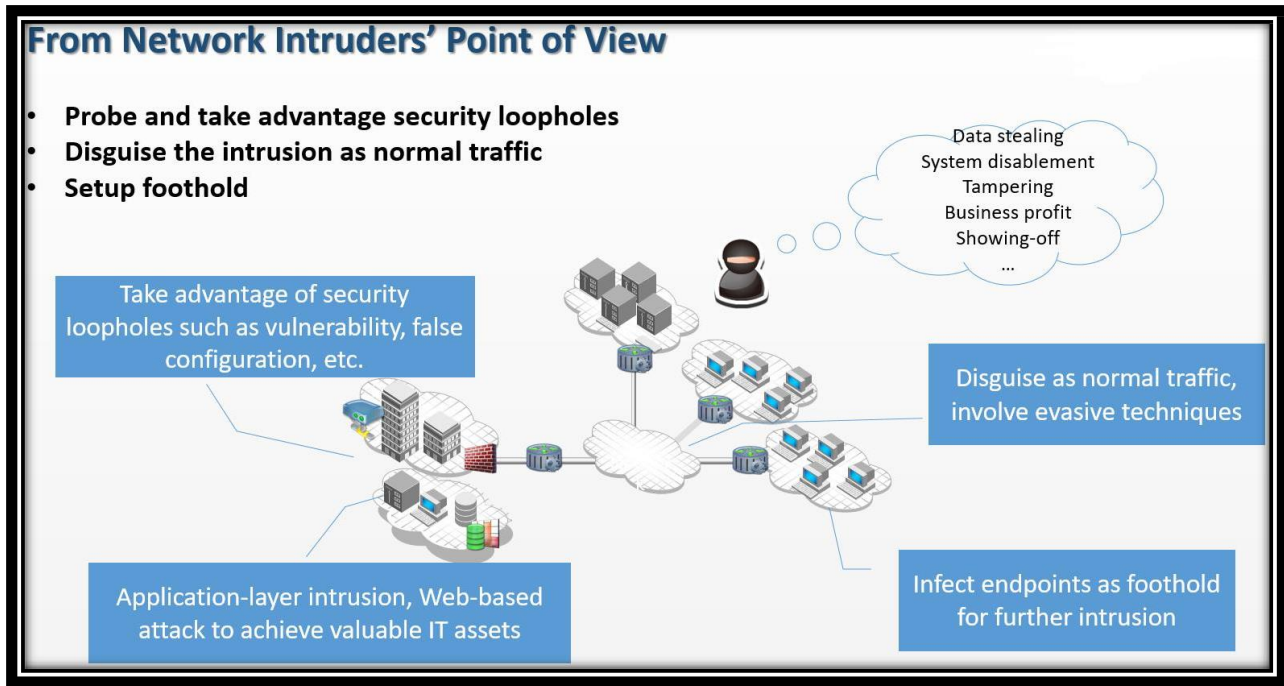 From Network Intruders’ Point of View
• Probe and take advantage security loopholes
• Disguise the intrusion as normal traffic
• Setup foothold
Data stealing
System disablement
Tampering
Business profit
Showing-off
...
Take advantage of security
loopholes such as vulnerability, false
configuration, etc.
Disguise as normal traffic,
involve evasive techniques
Application-layer intrusion, Web-based
attack to achieve valuable IT assets
Infect endpoints as foothold
for further intrusion